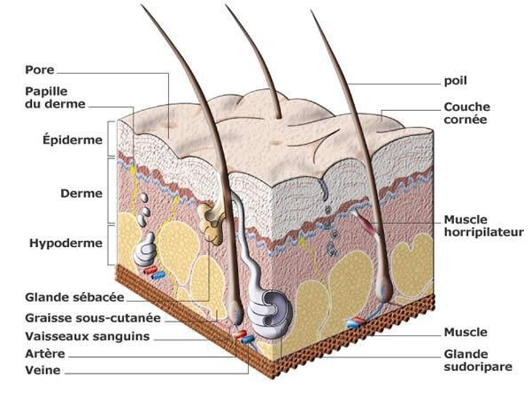 Pore
Papille
du derme
Épiderme
Derme
Hypoderme
Glande sébacée
Graisse sous-cutanée
Vaisseaux sanguins
Artère
Veine
poil
Couche
cornée
Muscle
horripilateur
Muscle
Glande
sudoripare